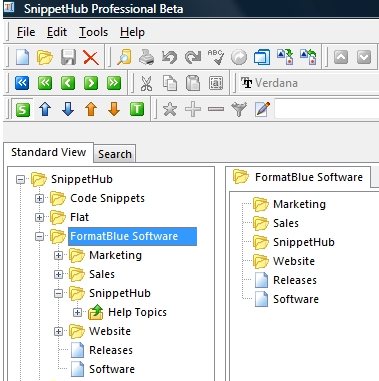 SnippetHub Professional Beta
File Edit Tools Help
ABC
Verdana
S T
Standard View Search
SnippetHub
Code Snippets
Flat
FormatBlue Software
Marketing
Sales
SnippetHub
Help Topics
Website
Releases
Software
FormatBlue Software
Marketing
Sales
SnippetHub
Website
Releases
Software